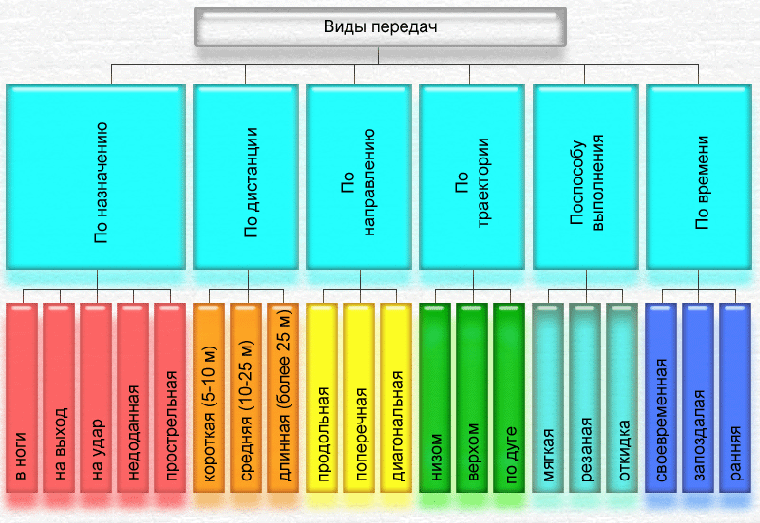 Виды передач
По назначению
По дистанции
По
направлению
По
траектории
Поспособу
выполнения
По времени
в ноги
на выход
на удар
недоданная
прострельная
короткая (5-10 м)
средняя (10-25 м)
длинная (более 25 м)
продольная
поперечная
диагональная
низом
верхом
по дуге
мягкая
резаная
откидка
своевременная
запоздалая
ранняя